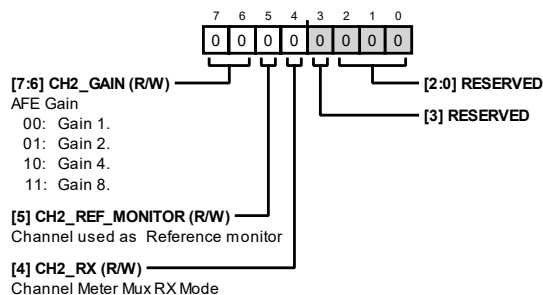 7 6 5 4 3 2 1 0
0 0 0 0 0 0 0 0
[7:6] CH2_GAIN (R/W)
AFE Gain
00: Gain 1.
01: Gain 2.
10: Gain 4.
11: Gain 8.
[5] CH2_REF_MONITOR (R/W)
Channel used as Reference monitor
[4] CH2_RX (R/W)
Channel Meter Mux RX Mode
[2:0] RESERVED
[3] RESERVED